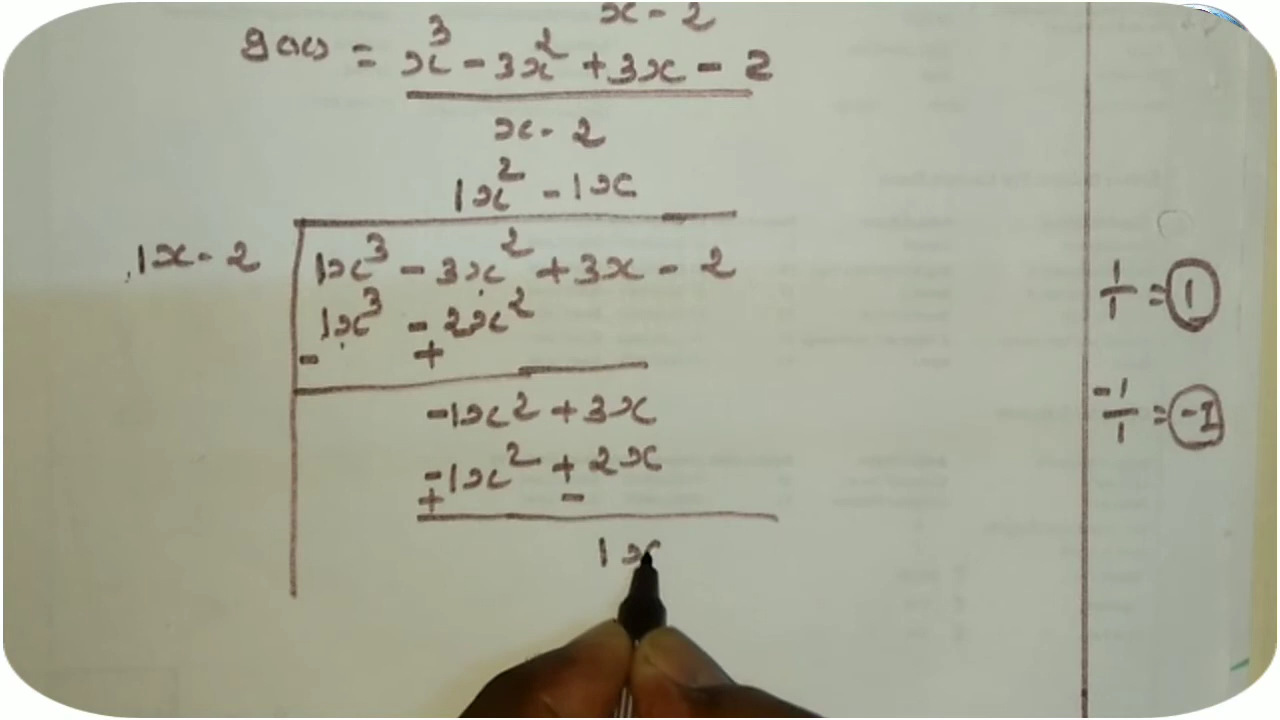 x - 2
g(x) = x³ - 3x² + 3x - 2
x - 2
1x² - 1x
1x - 2
1x³ - 3x² + 3x - 2
1x³ - 2x²
- +
-1x² + 3x
-1x² + 2x
+ -
1x
1/1 = 1
-1/1 = -1